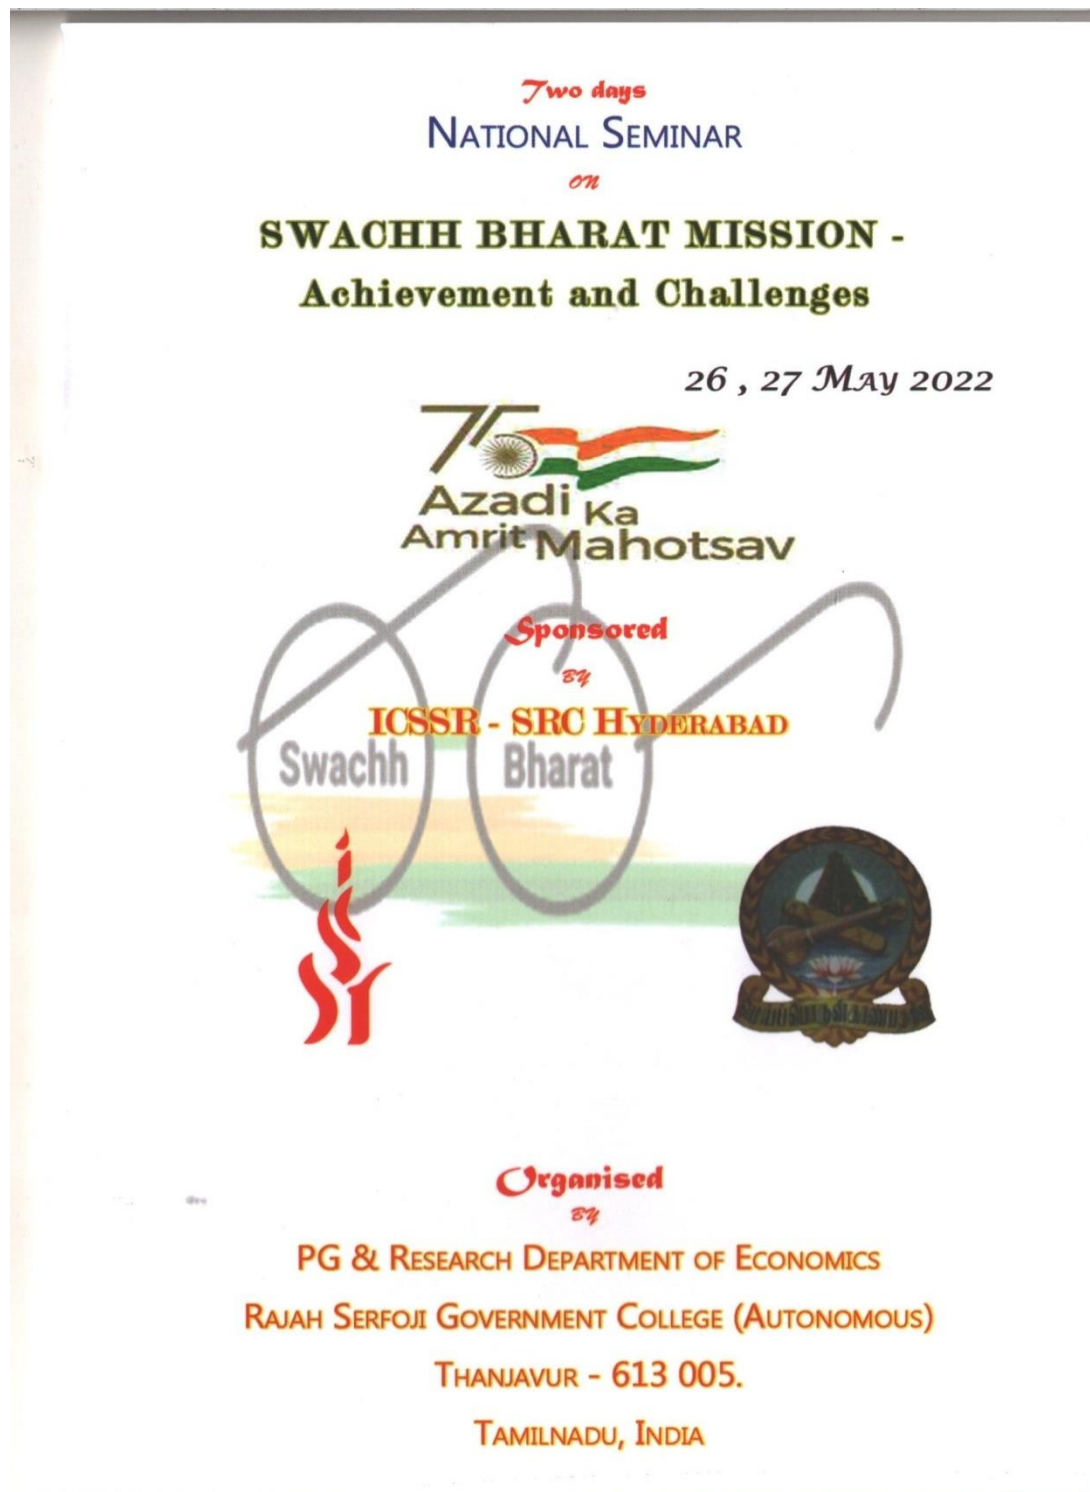 Two days
NATIONAL SEMINAR
ON
SWACHH BHARAT MISSION -
Achievement and Challenges
26 , 27 MAY 2022
75
Azadi Ka
Amrit Mahotsav
Sponsored
BY
ICSSR - SRC HYDERABAD
Swachh Bharat
Organised
BY
PG & RESEARCH DEPARTMENT OF ECONOMICS
RAJAH SERFOJI GOVERNMENT COLLEGE (AUTONOMOUS)
THANJAVUR - 613 005.
TAMILNADU, INDIA